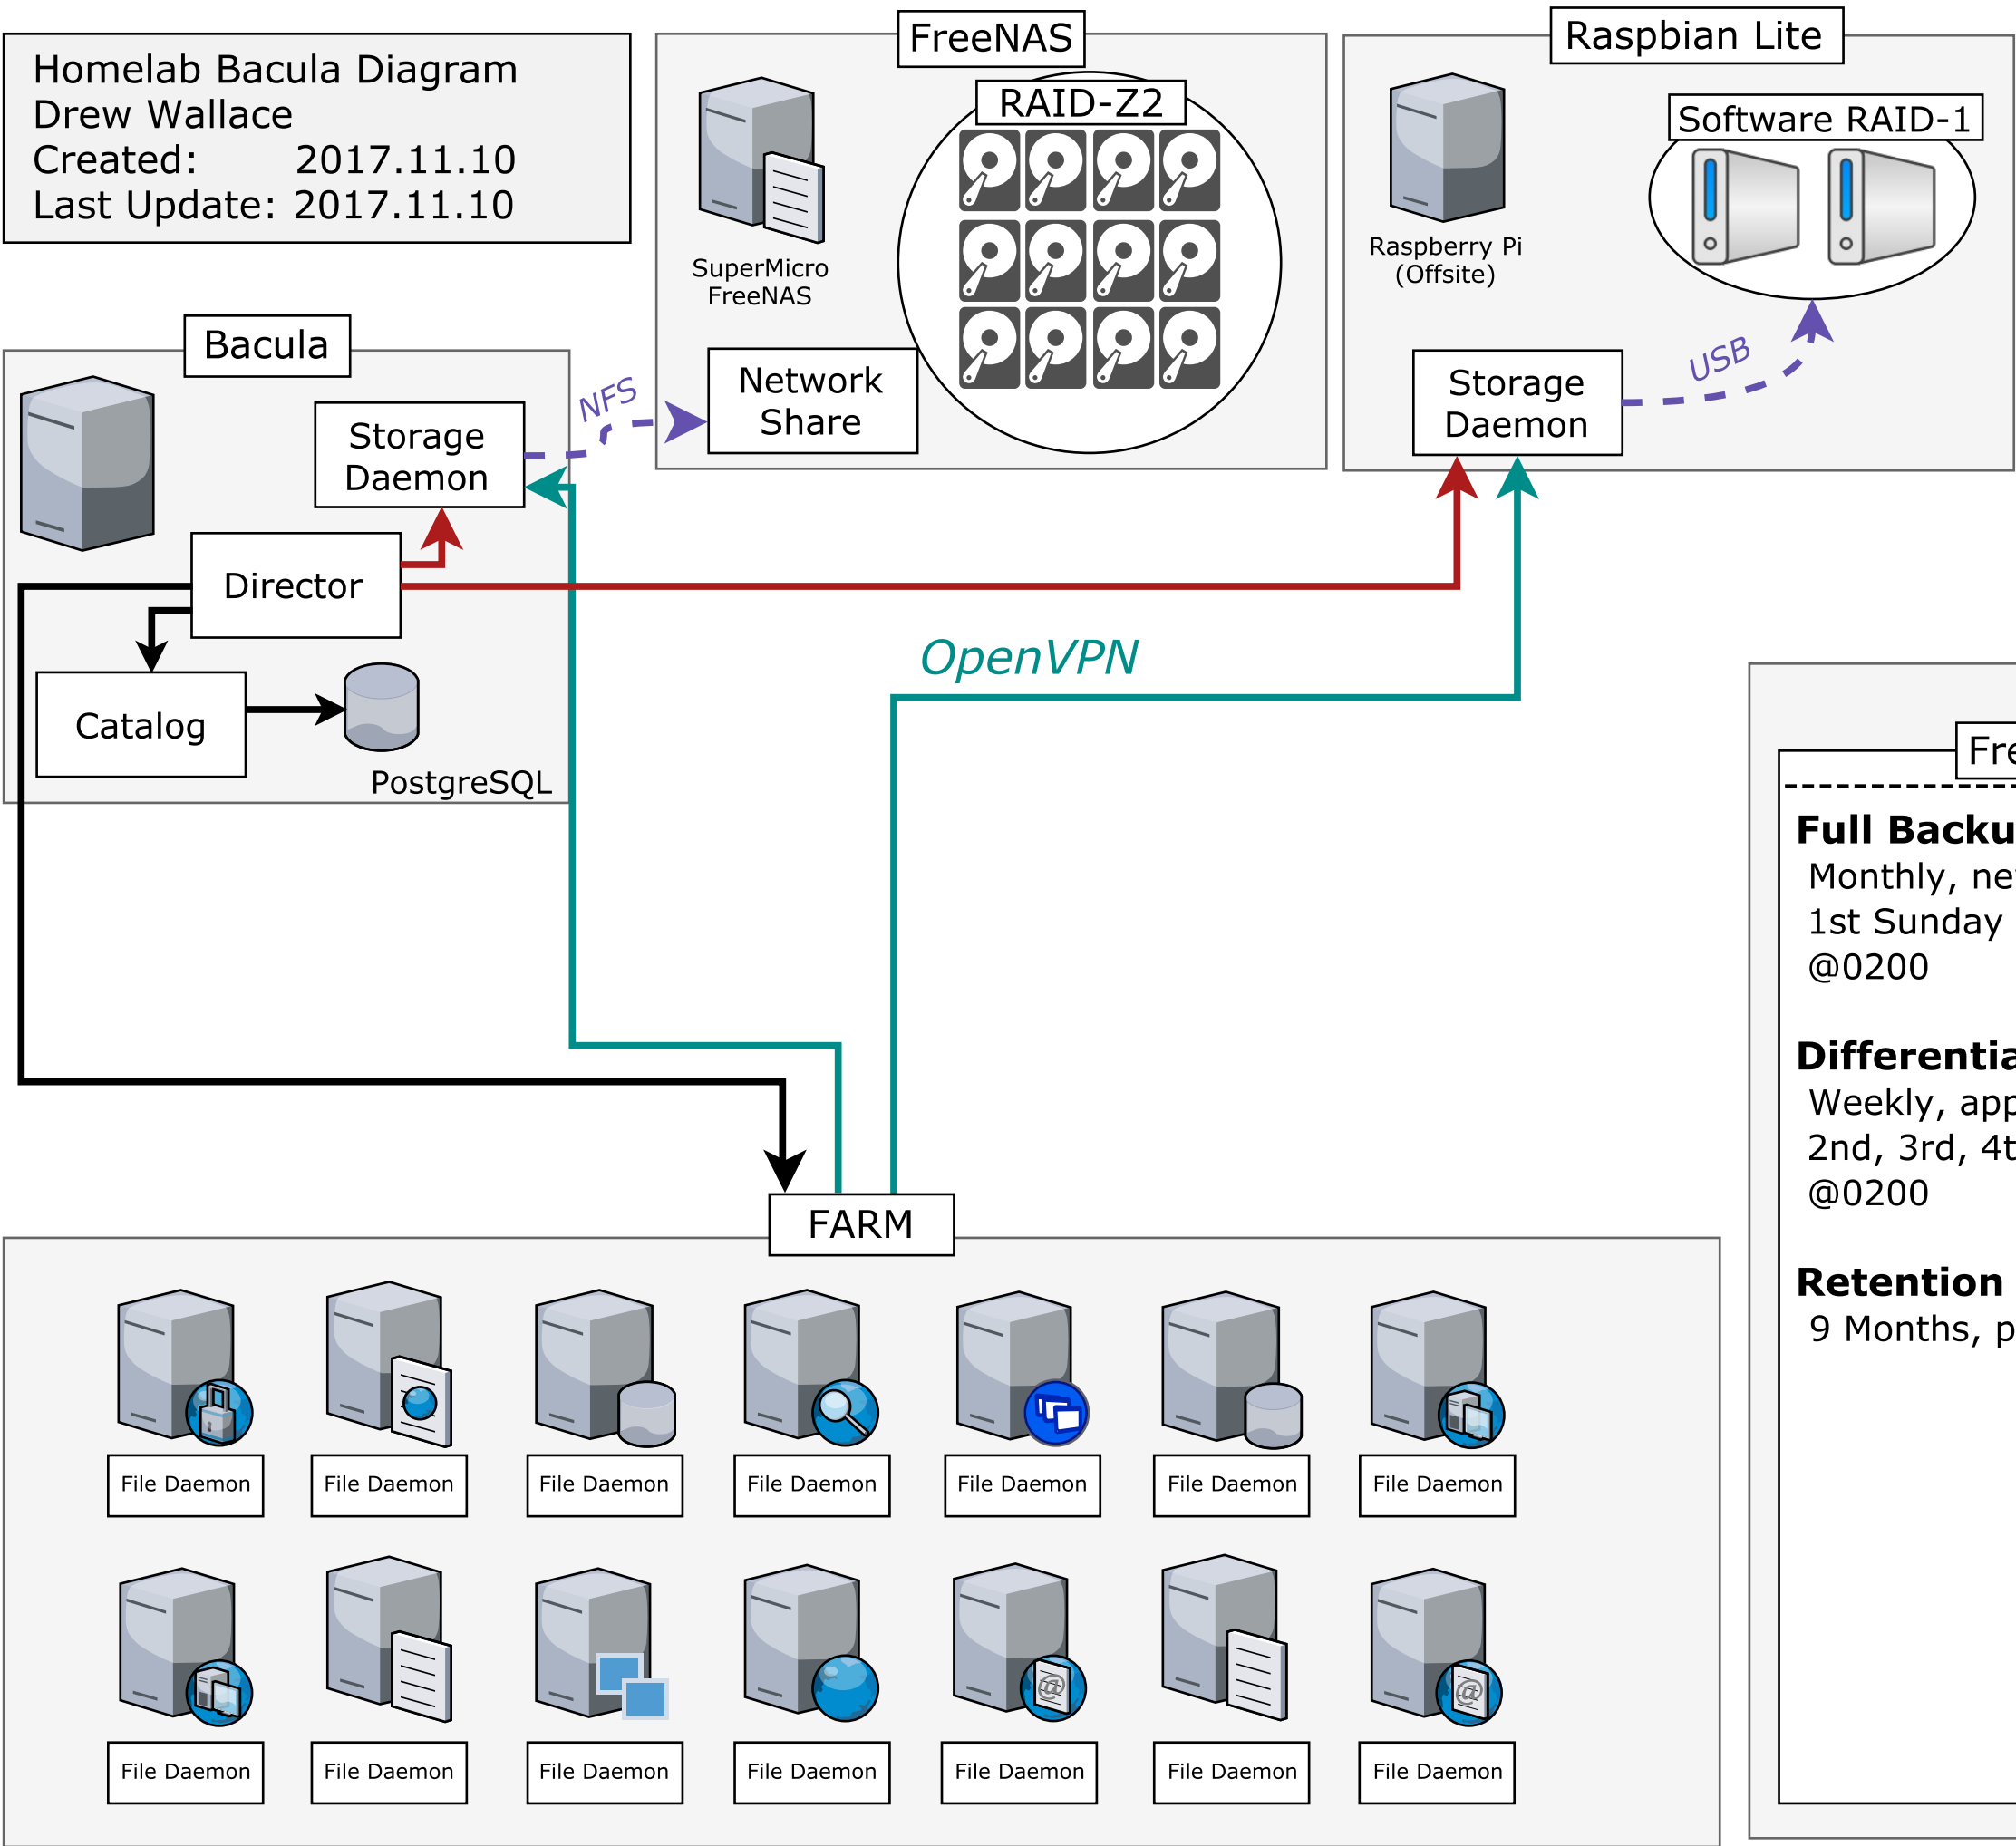 Homelab Bacula Diagram
Drew Wallace
Created: 2017.11.10
Last Update: 2017.11.10
FreeNAS
RAID-Z2
SuperMicro
FreeNAS
Network
Share
Raspbian Lite
Software RAID-1
Raspberry Pi
(Offsite)
Storage
Daemon
USB
Bacula
Storage
Daemon
NFS
Director
Catalog
PostgreSQL
OpenVPN
Full
Monthly,
1st Sunday
@0200
Weekly,
2nd, 3rd,
@0200
Retention
9 Months,
FARM
File Daemon
File Daemon
File Daemon
File Daemon
File Daemon
File Daemon
File Daemon
File Daemon
File Daemon
File Daemon
File Daemon
File Daemon
File Daemon
File Daemon